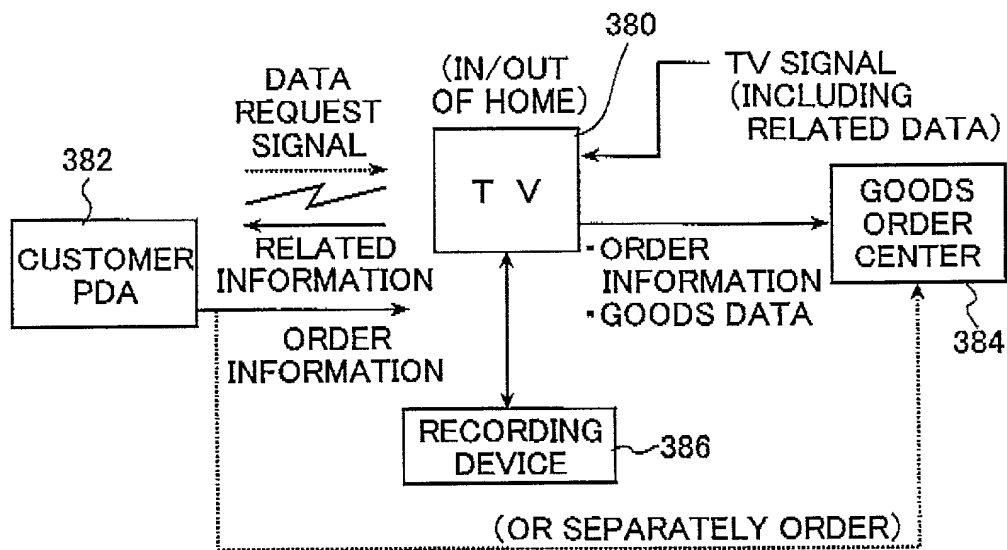 380
(IN/OUT
OF HOME)
TV SIGNAL
(INCLUDING
RELATED DATA)
DATA
REQUEST
SIGNAL
382
T V
GOODS
ORDER
CENTER
CUSTOMER
PDA
RELATED
INFORMATION
・ORDER
INFORMATION
・GOODS DATA
384
ORDER
INFORMATION
RECORDING
DEVICE
386
(OR SEPARATELY ORDER)